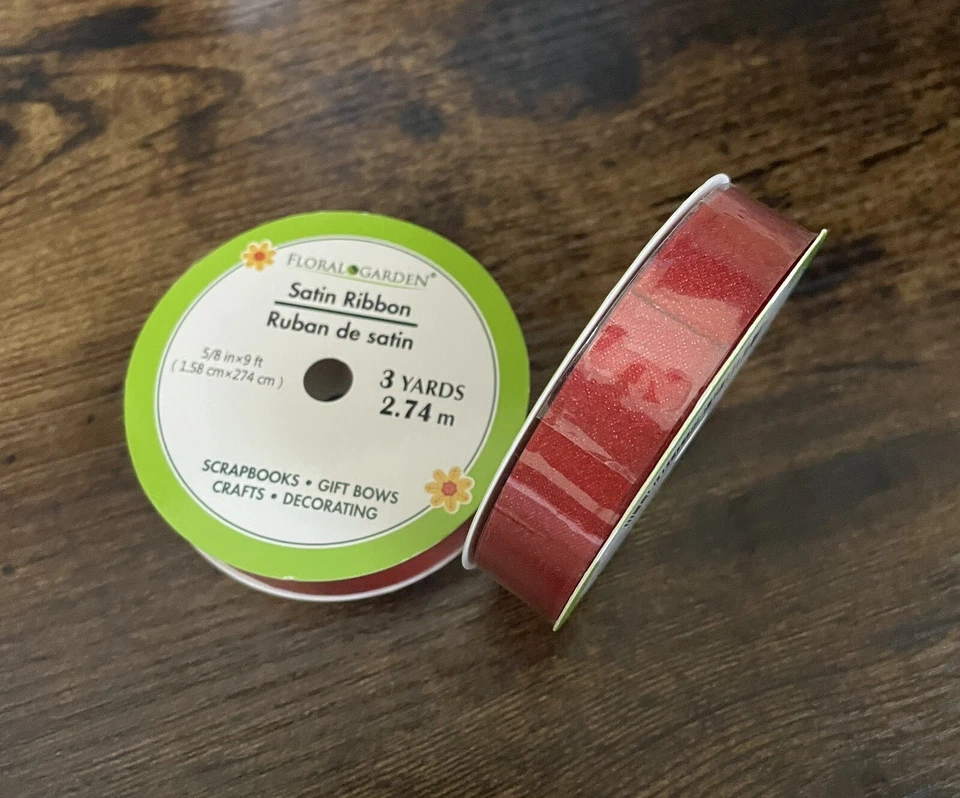 FLORAL GARDEN®
Satin Ribbon
Ruban de satin
5/8 in×9 ft
( 1.58 cm×274 cm )
3 YARDS
2.74 m
SCRAPBOOKS • GIFT BOWS
CRAFTS • DECORATING